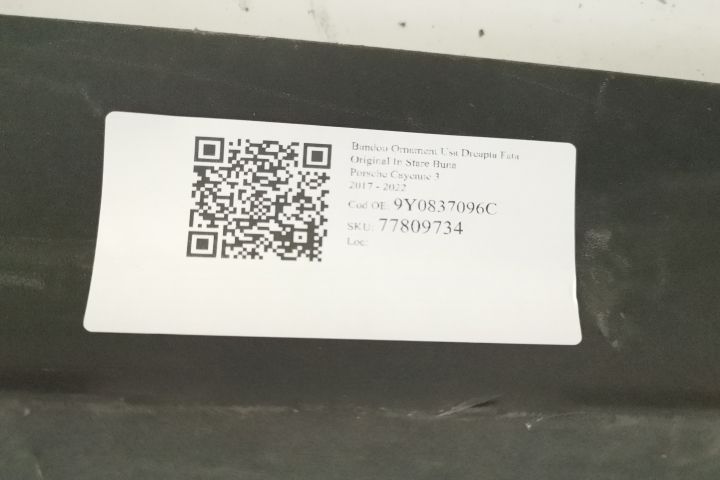 Bandou Ornament Usa Dreapta Fata
Original In Stare Buna
Porsche Cayenne 3
2017 - 2022
Cod OE: 9Y0837096C
SKU: 77809734
Loc: